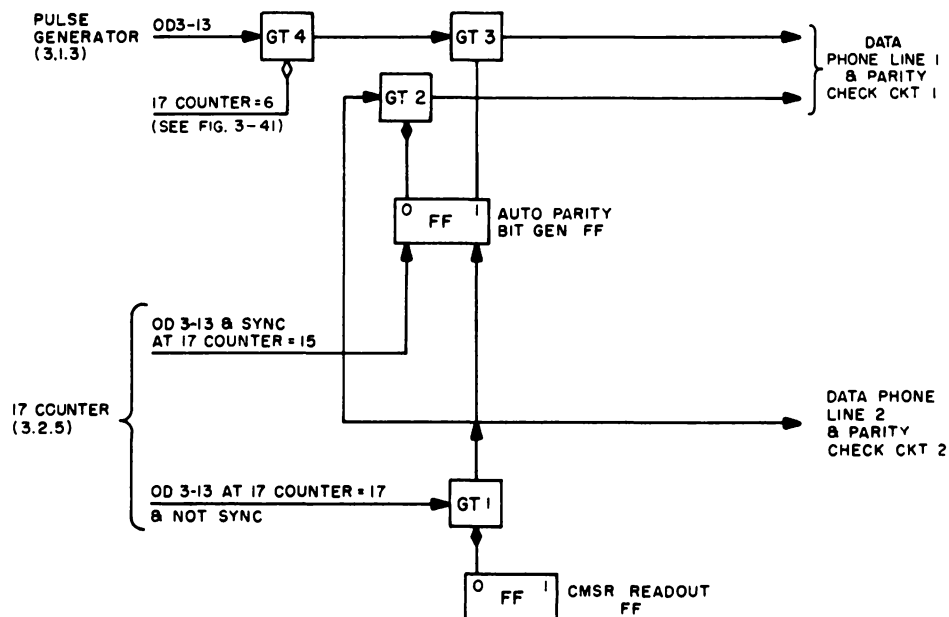 PULSE
GENERATOR
(3.1.3)
OD3-13
GT 4
GT 3
DATA
PHONE LINE 1
& PARITY
CHECK CKT 1
17 COUNTER = 6
(SEE FIG. 3-41)
GT 2
0 FF 1
AUTO PARITY
BIT GEN FF
OD 3-13 & SYNC
AT 17 COUNTER = 15
17 COUNTER
(3.2.5)
DATA PHONE
LINE 2
& PARITY
CHECK CKT 2
OD 3-13 AT 17 COUNTER = 17
& NOT SYNC
GT 1
0 FF 1
CMSR READOUT
FF